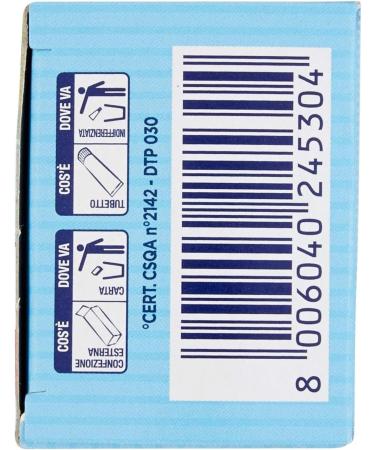 COS'È
DOVE VA
CONFEZIONE
ESTERNA
CARTA
COS'È
DOVE VA
TUBETTO
INDIFFERENZIATA
°CERT. CSQA n°2142 - DTP 030
8 006040 245304